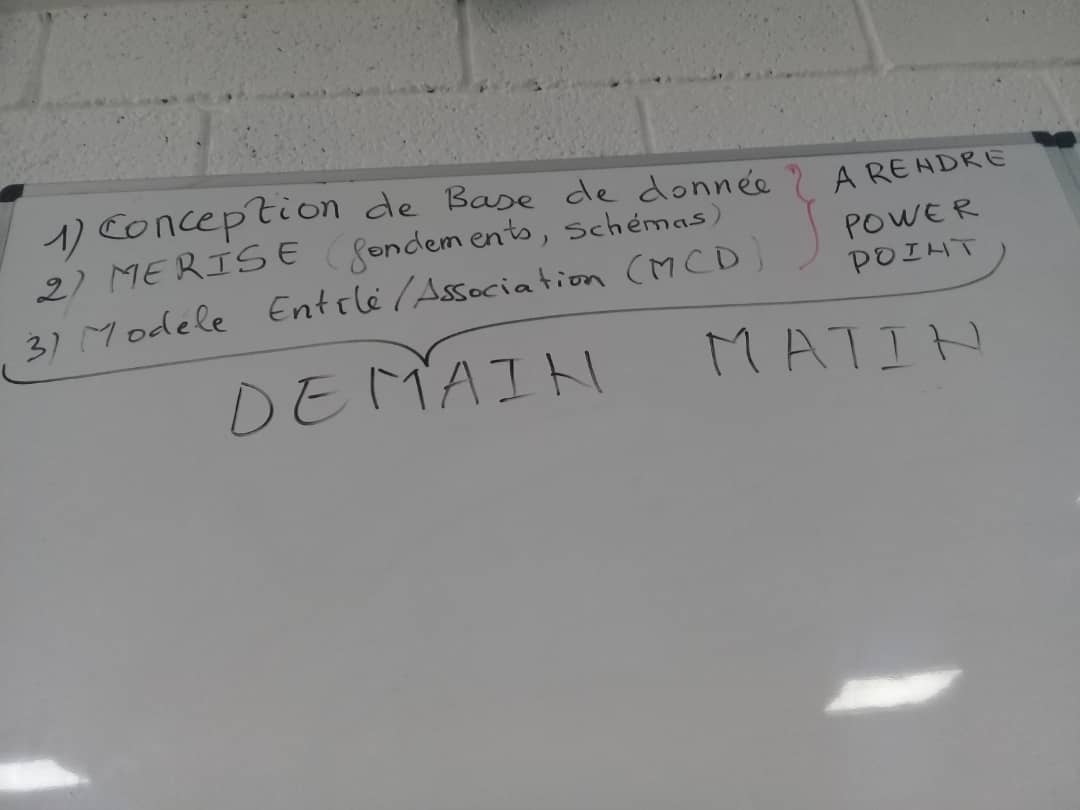 1) Conception de Base de donnée
2) MERISE (fondements, schémas)
3) Modéle Entité/Association (MCD)
A RENDRE
POWER
POINT
DEMAIN MATIN